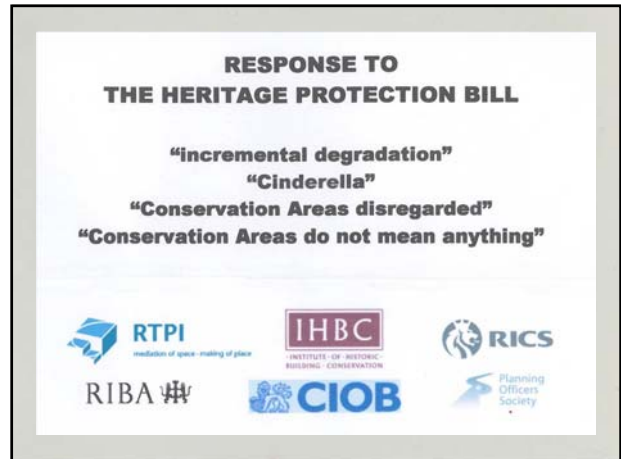 RESPONSE TO
THE HERITAGE PROTECTION BILL
“incremental degradation”
“Cinderella”
“Conservation Areas disregarded”
“Conservation Areas do not mean anything”
RTPI
mediation of space · making of place
IHBC
· INSTITUTE · OF · HISTORIC ·
BUILDING · CONSERVATION
RICS
RIBA
CIOB
Planning
Officers
Society